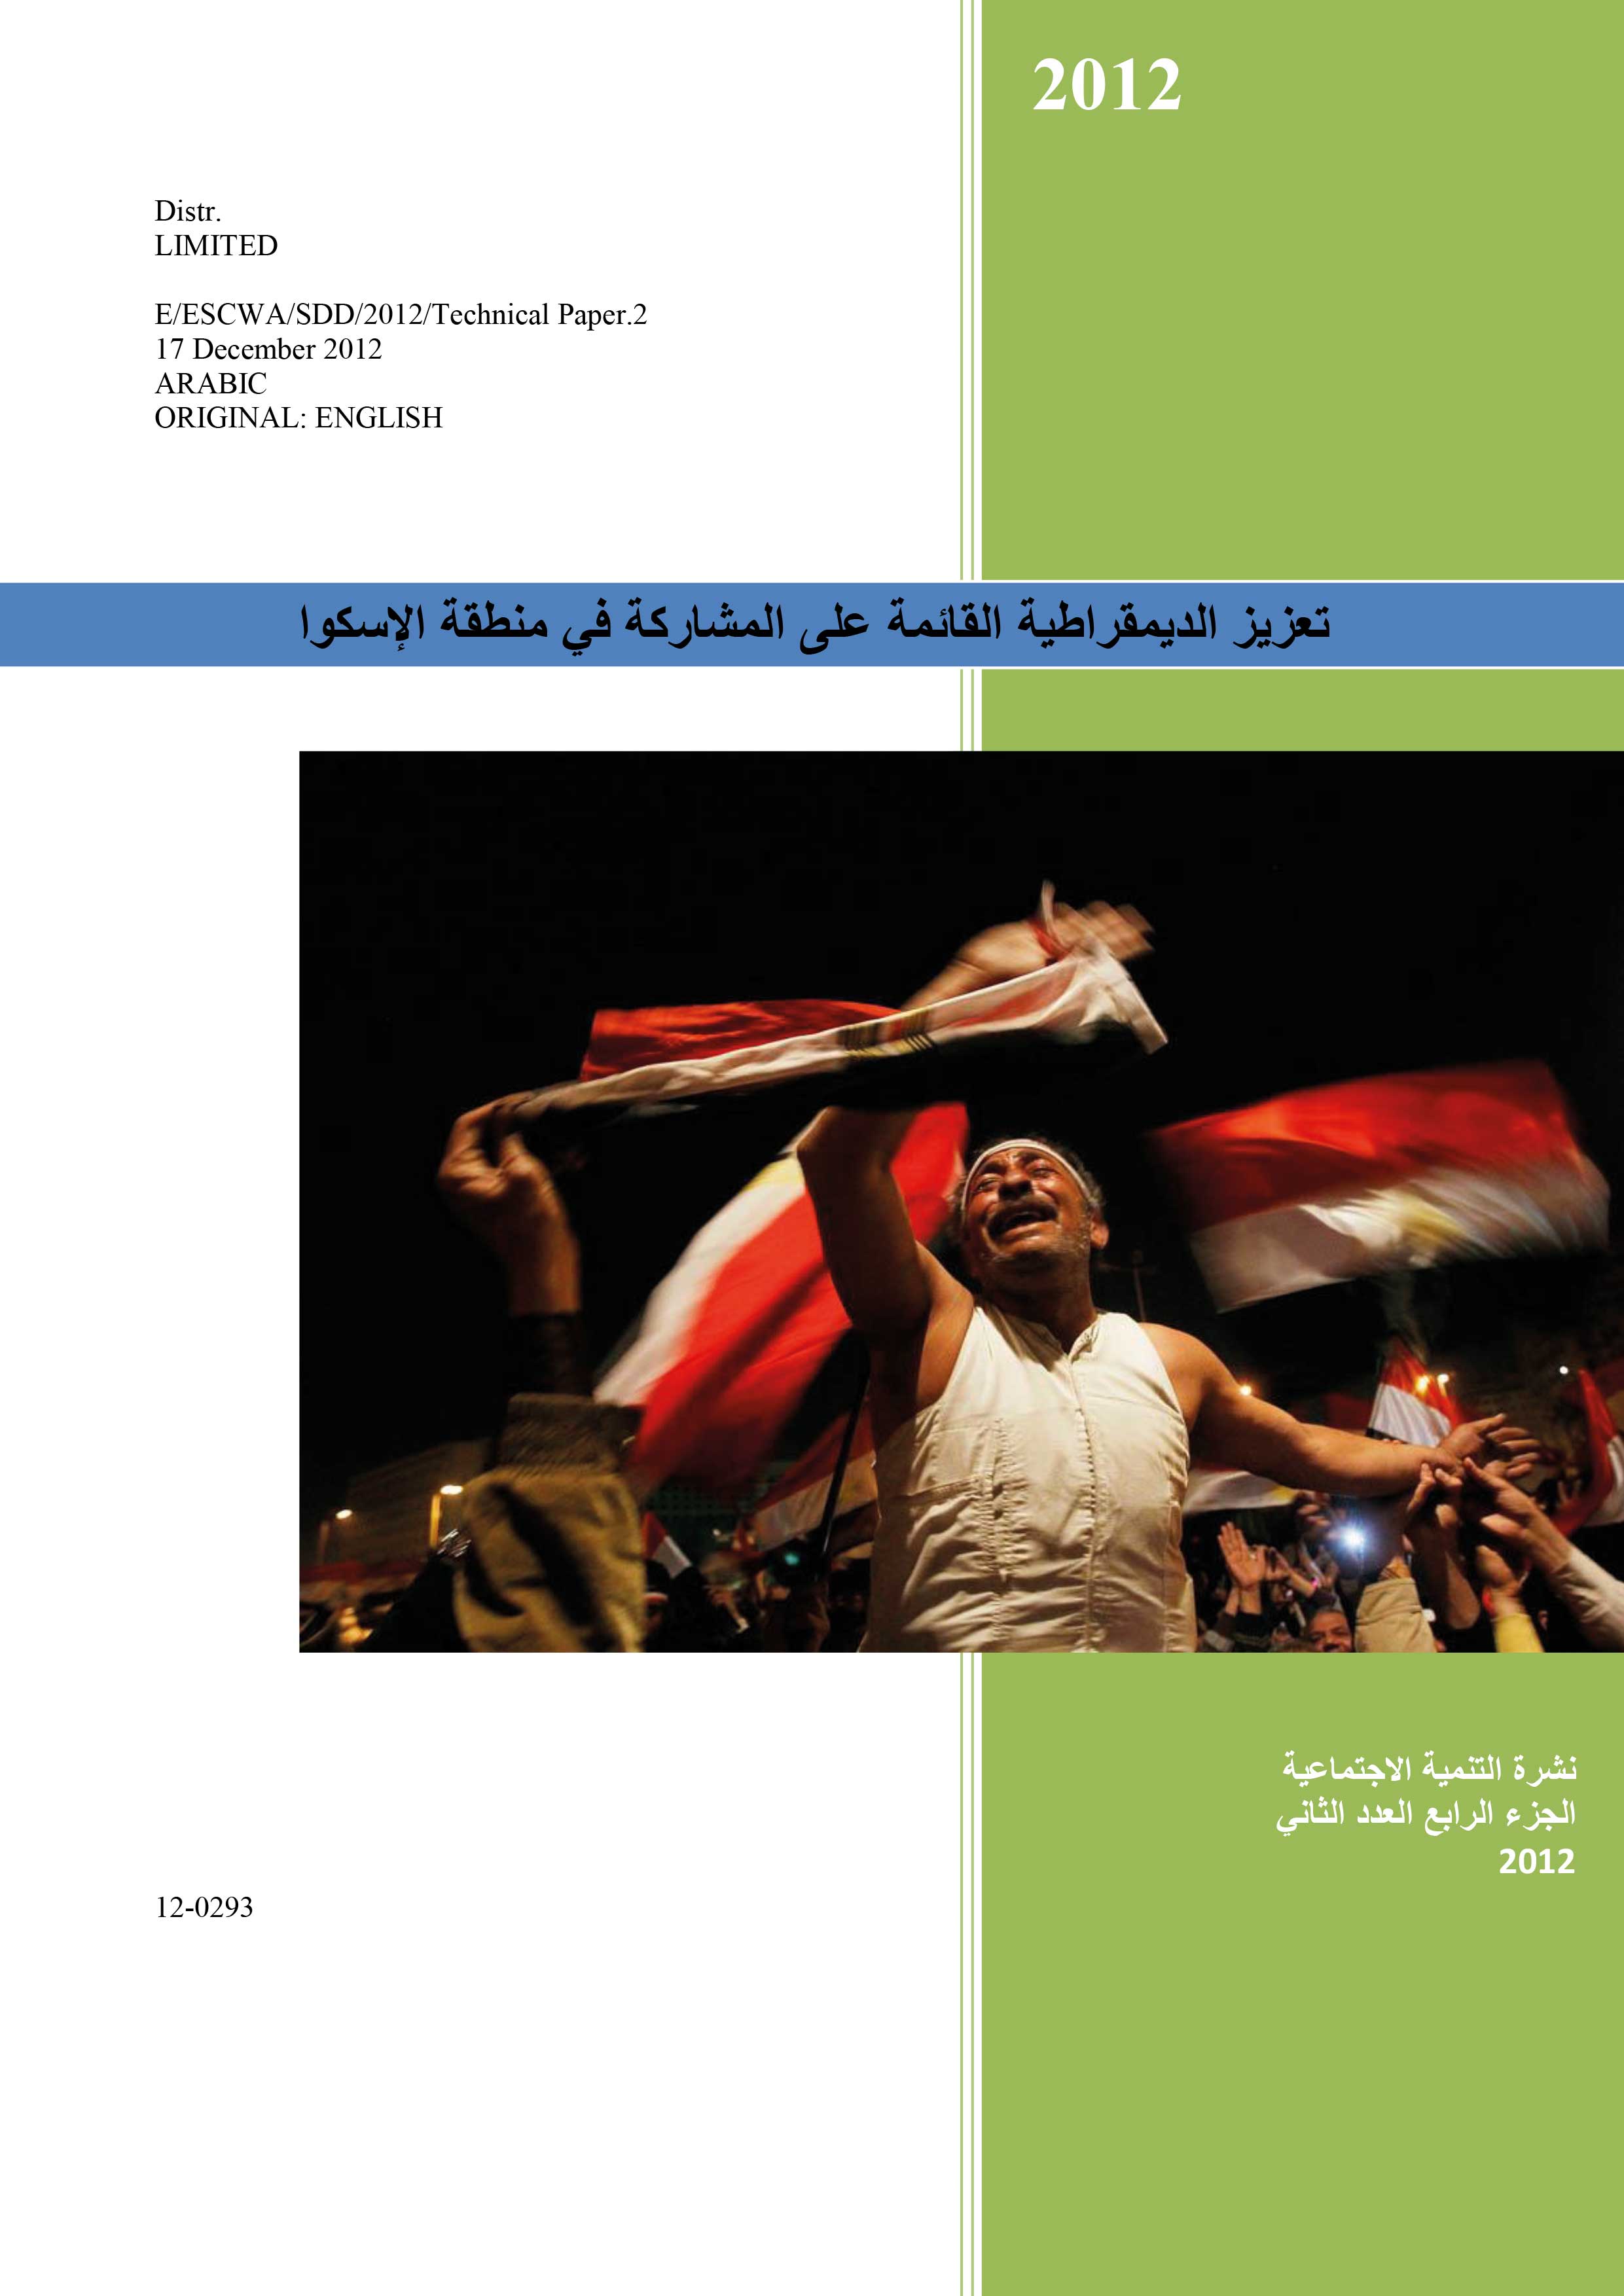 2012
Distr.
LIMITED
E/ESCWA/SDD/2012/Technical Paper.2
17 December 2012
ARABIC
ORIGINAL: ENGLISH
تعزيز الديمقراطية القائمة على المشاركة في منطقة الإسكوا
نشرة التنمية الاجتماعية
الجزء الرابع العدد الثاني
2012
12-0293